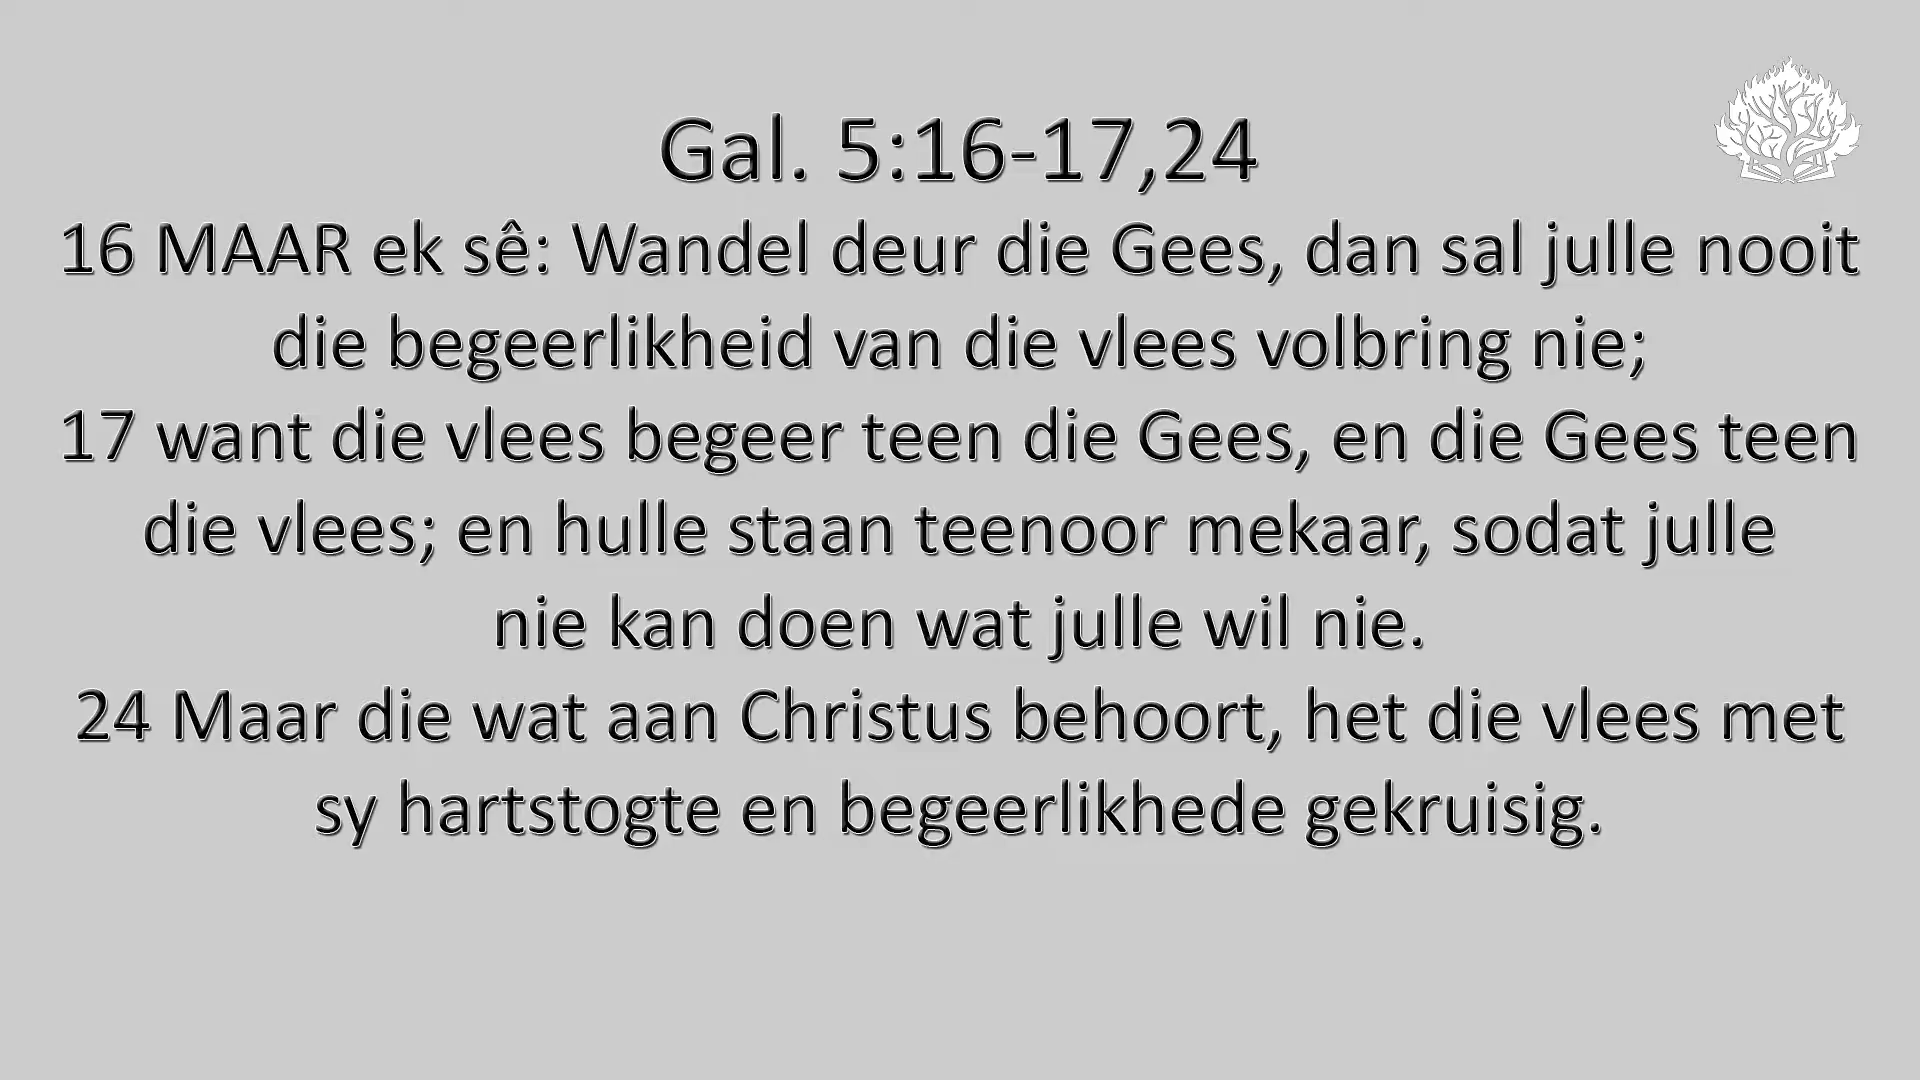 Gal. 5:16-17,24
16 MAAR ek sê: Wandel deur die Gees, dan sal julle nooit
die begeerlikheid van die vlees volbring nie;
17 want die vlees begeer teen die Gees, en die Gees teen
die vlees; en hulle staan teenoor mekaar, sodat julle
nie kan doen wat julle wil nie.
24 Maar die wat aan Christus behoort, het die vlees met
sy hartstogte en begeerlikhede gekruisig.